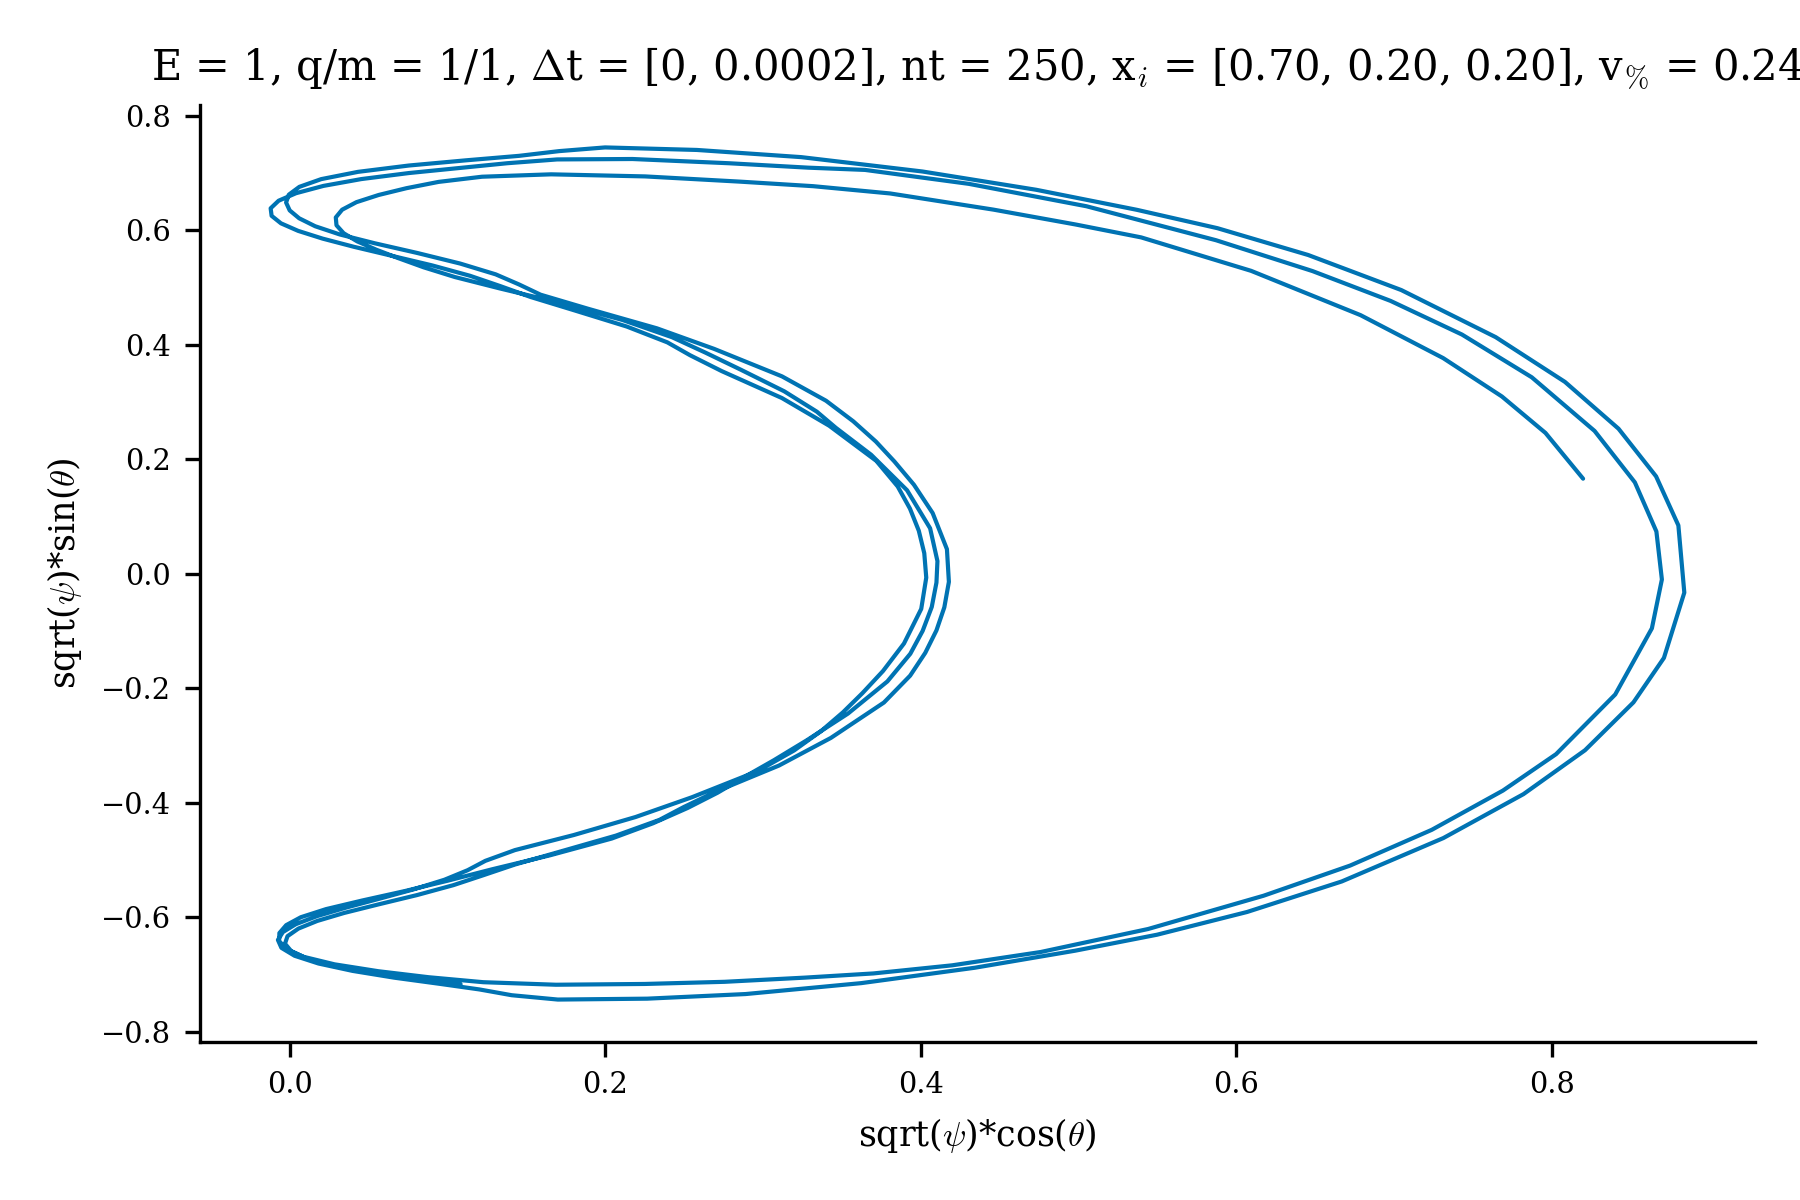 E = 1, q/m = 1/1, Δt = [0, 0.0002], nt = 250, xᵢ = [0.70, 0.20, 0.20], v% = 0.24
0.8
0.6
0.4
0.2
0.0
−0.2
−0.4
−0.6
−0.8
sqrt(ψ)*sin(θ)
0.0 0.2 0.4 0.6 0.8
sqrt(ψ)*cos(θ)